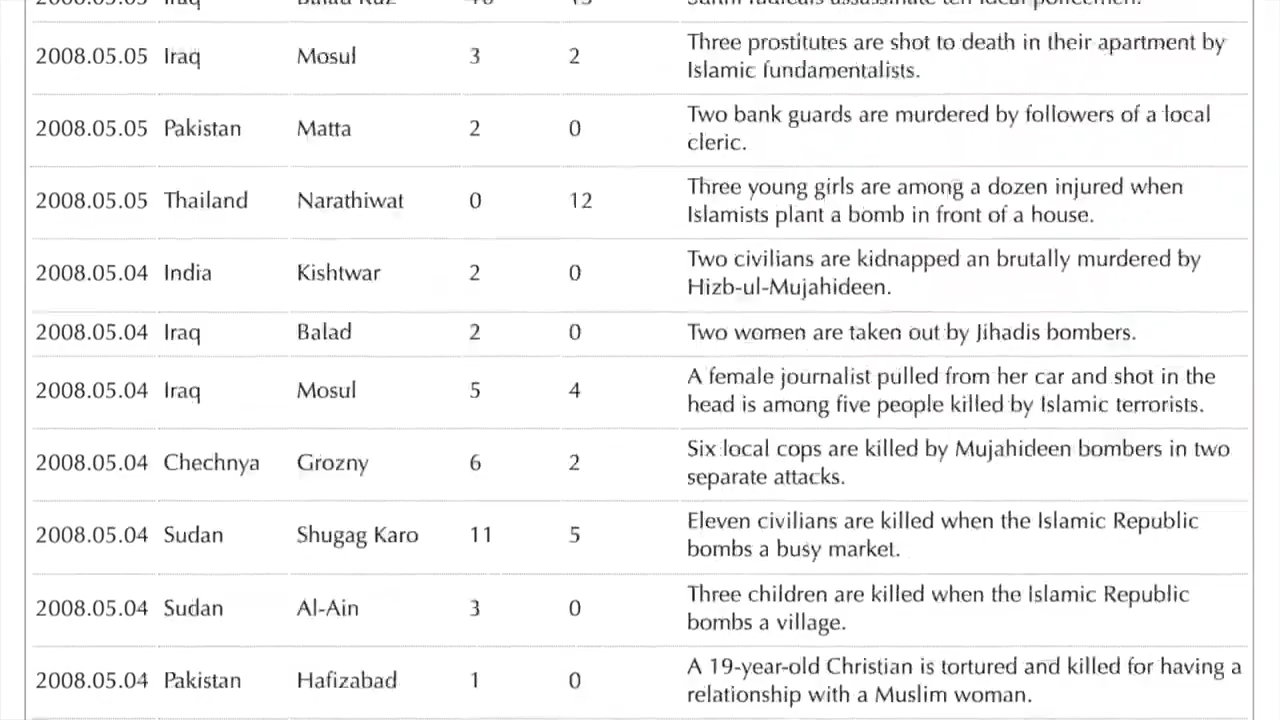 2008.05.05 Iraq Mosul 3 2 Three prostitutes are shot to death in their apartment by
Islamic fundamentalists.
2008.05.05 Pakistan Matta 2 0 Two bank guards are murdered by followers of a local
cleric.
2008.05.05 Thailand Narathiwat 0 12 Three young girls are among a dozen injured when
Islamists plant a bomb in front of a house.
2008.05.04 India Kishtwar 2 0 Two civilians are kidnapped an brutally murdered by
Hizb-ul-Mujahideen.
2008.05.04 Iraq Balad 2 0 Two women are taken out by Jihadis bombers.
2008.05.04 Iraq Mosul 5 4 A female journalist pulled from her car and shot in the
head is among five people killed by Islamic terrorists.
2008.05.04 Chechnya Grozny 6 2 Six local cops are killed by Mujahideen bombers in two
separate attacks.
2008.05.04 Sudan Shugag Karo 11 5 Eleven civilians are killed when the Islamic Republic
bombs a busy market.
2008.05.04 Sudan Al-Ain 3 0 Three children are killed when the Islamic Republic
bombs a village.
2008.05.04 Pakistan Hafizabad 1 0 A 19-year-old Christian is tortured and killed for having a
relationship with a Muslim woman.